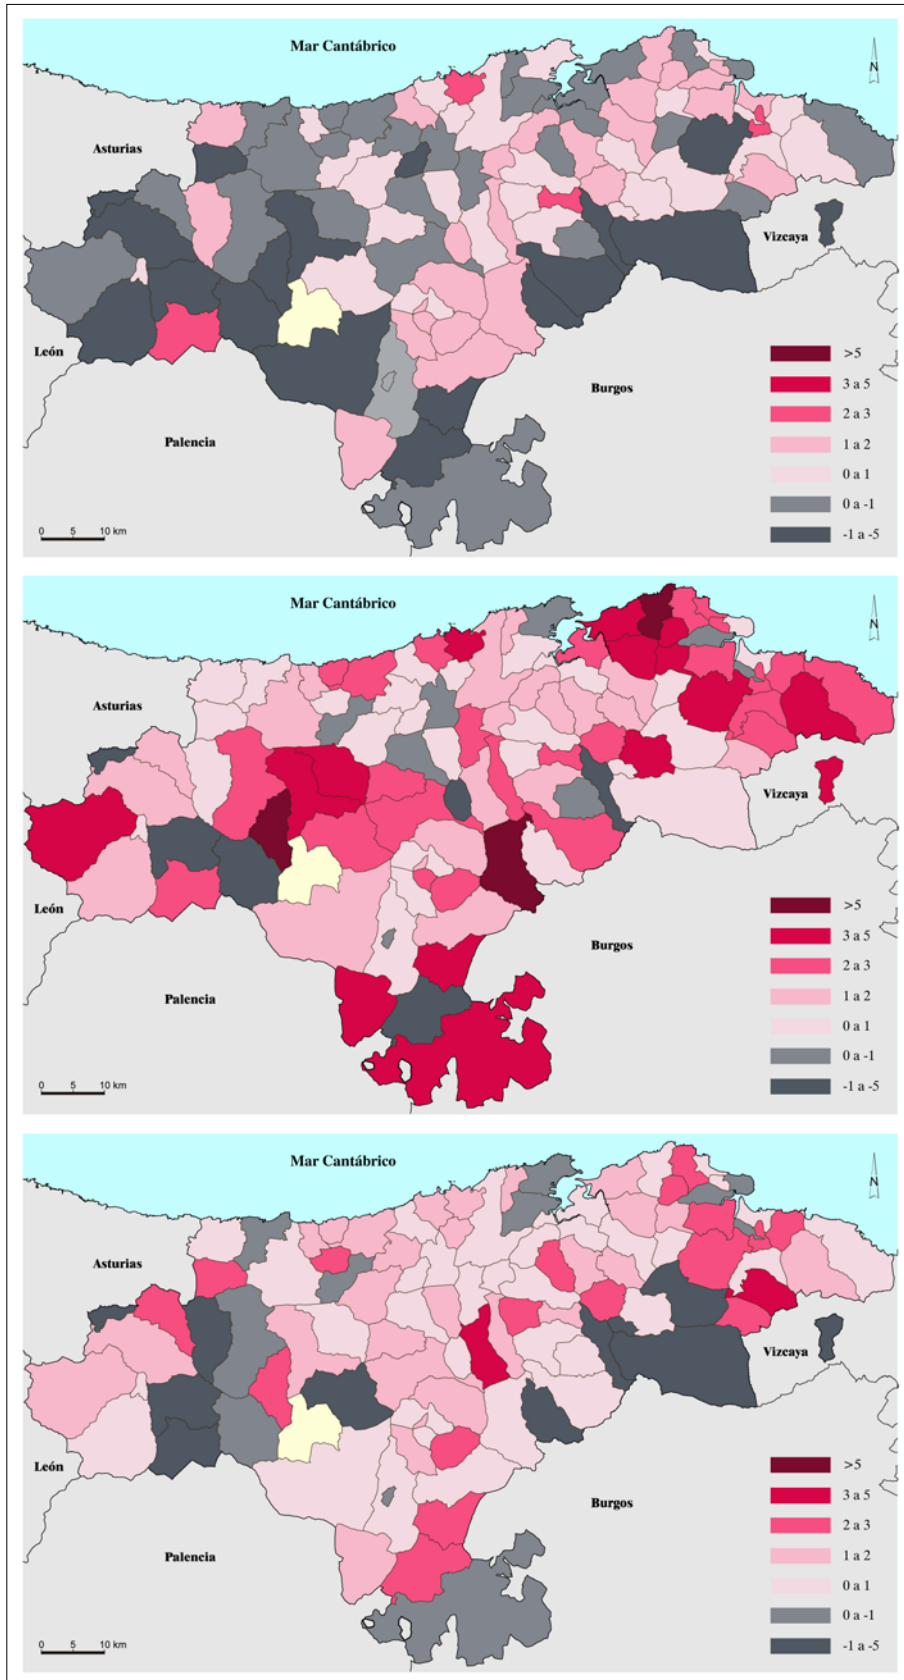 Mar Cantábrico
N
Asturias
Vizcaya
León
Burgos
Palencia
>5
3 a 5
2 a 3
1 a 2
0 a 1
0 a -1
-1 a -5
0 5 10 km
Mar Cantábrico
N
Asturias
Vizcaya
León
Burgos
Palencia
>5
3 a 5
2 a 3
1 a 2
0 a 1
0 a -1
-1 a -5
0 5 10 km
Mar Cantábrico
N
Asturias
Vizcaya
León
Burgos
Palencia
>5
3 a 5
2 a 3
1 a 2
0 a 1
0 a -1
-1 a -5
0 5 10 km